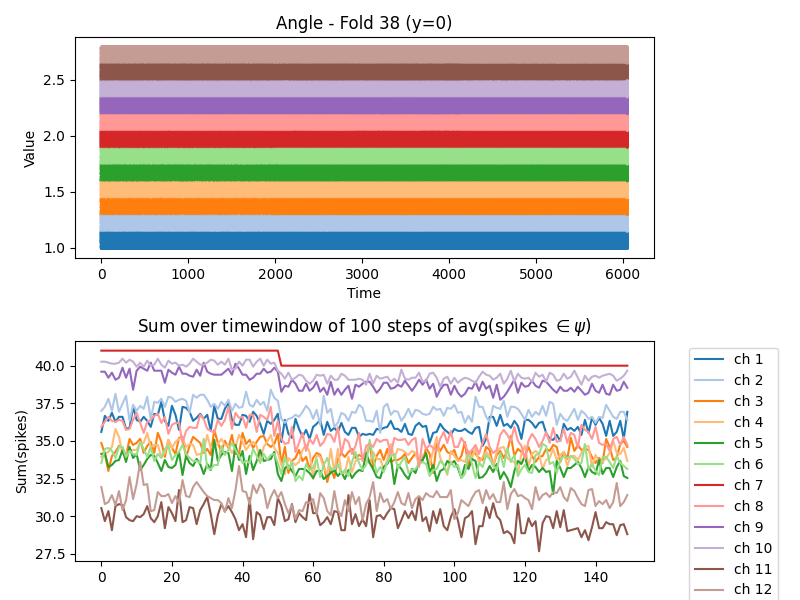 Angle - Fold 38 (y=0)
Value
2.5
2.0
1.5
1.0
0 1000 2000 3000 4000 5000 6000
Time
Sum over timewindow of 100 steps of avg(spikes ∈ψ)
Sum(spikes)
40.0
37.5
35.0
32.5
30.0
27.5
0 20 40 60 80 100 120 140
ch 1
ch 2
ch 3
ch 4
ch 5
ch 6
ch 7
ch 8
ch 9
ch 10
ch 11
ch 12